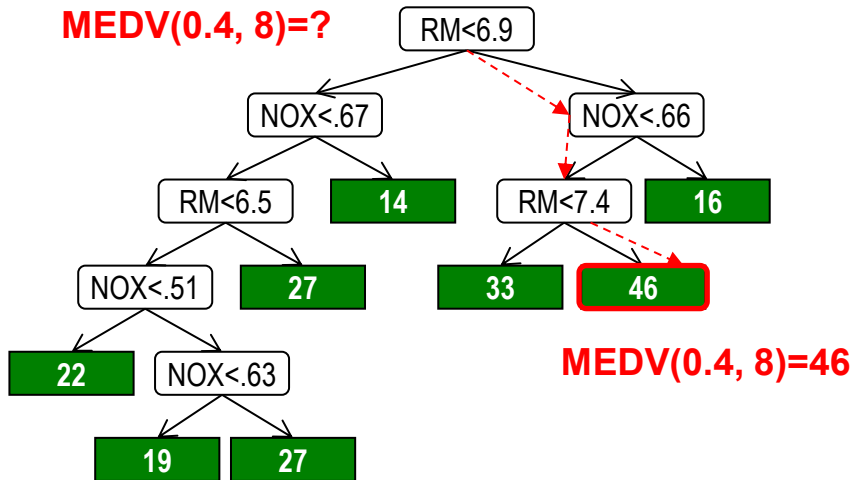 MEDV(0.4, 8)=?
RM<6.9
NOX<.67
NOX<.66
RM<6.5
14
RM<7.4
16
NOX<.51
27
33
46
22
NOX<.63
MEDV(0.4, 8)=46
19
27